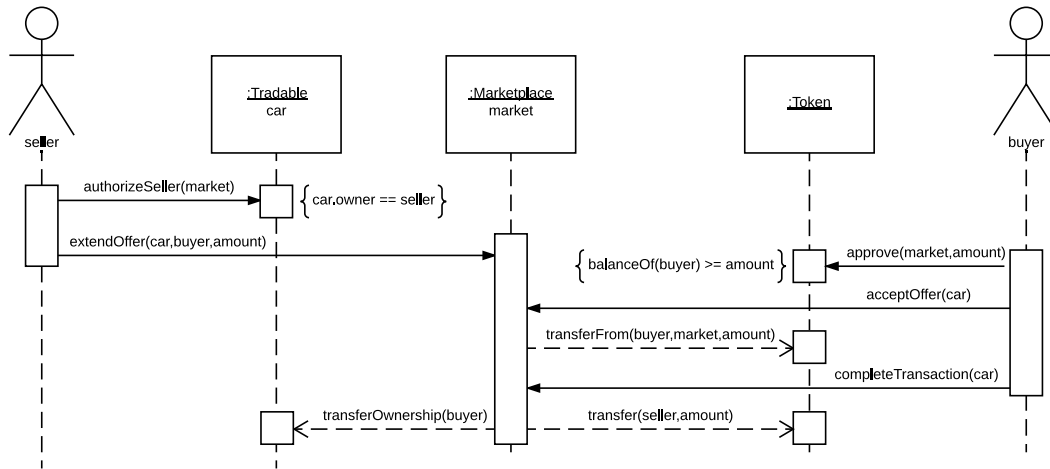 :Tradable
car
:Marketplace
market
:Token
seller
buyer
authorizeSeller(market)
{ car.owner == seller }
extendOffer(car,buyer,amount)
{ balanceOf(buyer) >= amount }
approve(market,amount)
acceptOffer(car)
transferFrom(buyer,market,amount)
completeTransaction(car)
transferOwnership(buyer)
transfer(seller,amount)